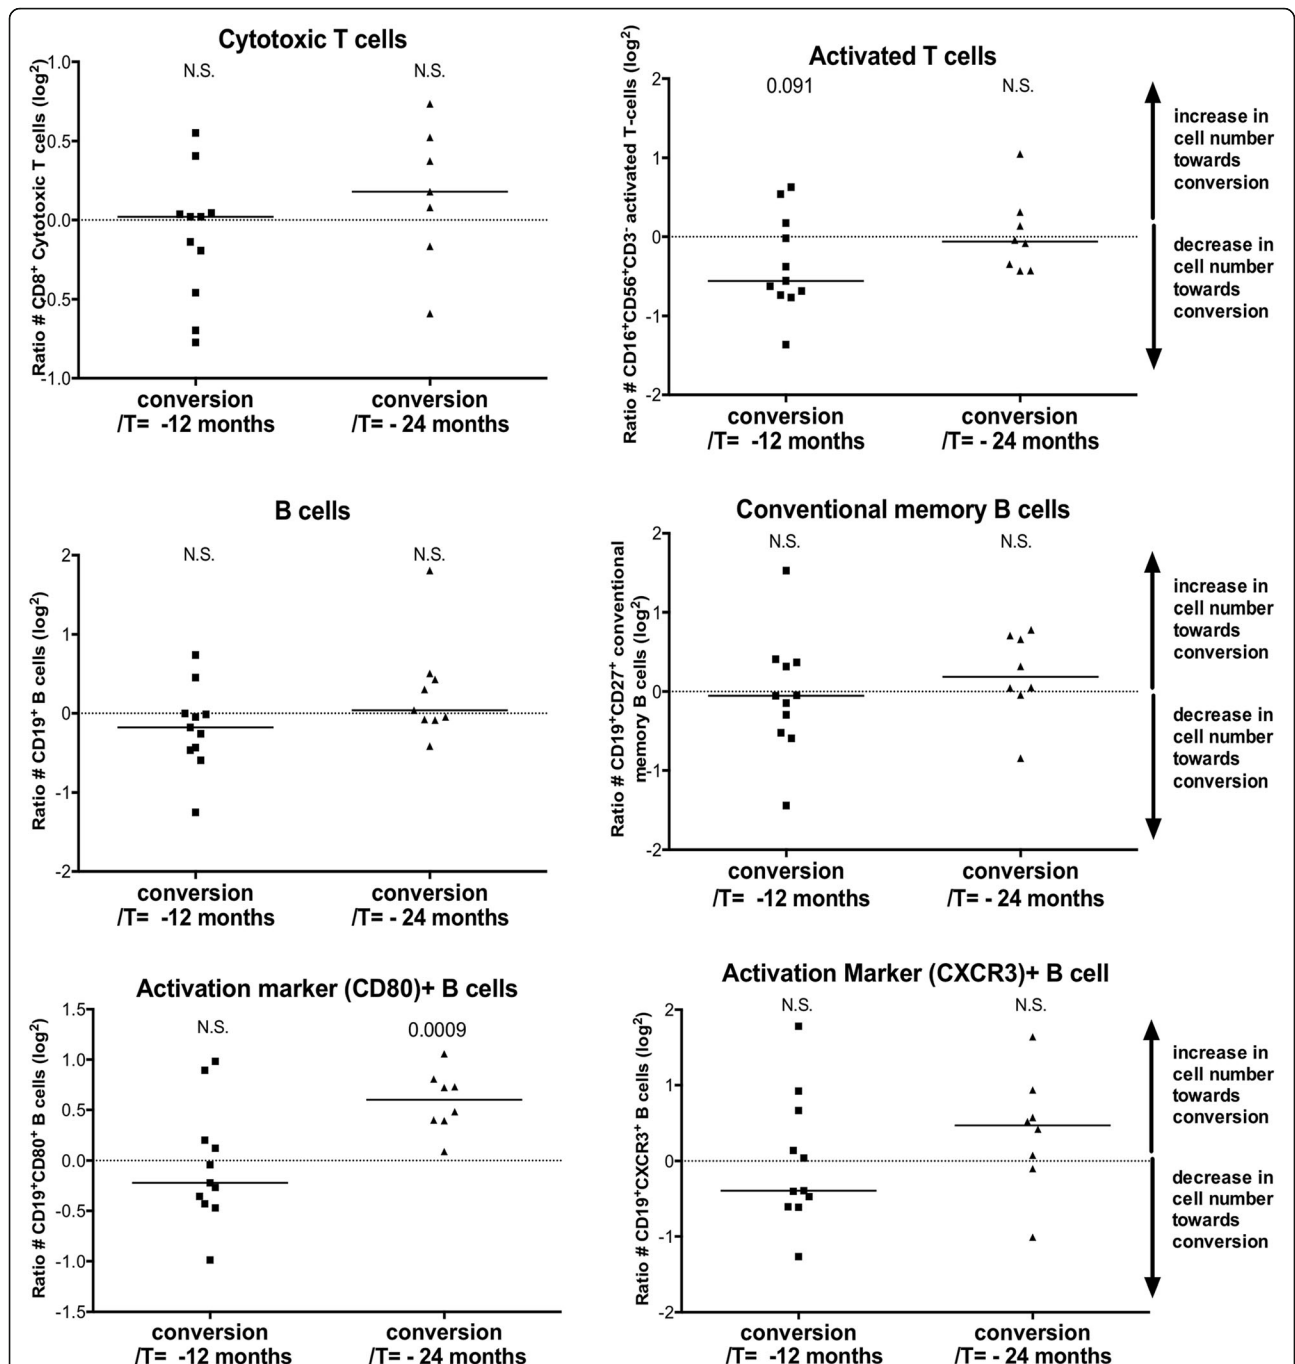 Cytotoxic T cells
Ratio # CD8+ Cytotoxic T cells (log2)
1.0
0.5
0.0
-0.5
-1.0
N.S.
N.S.
conversion
/T= -12 months
conversion
/T= - 24 months
Activated T cells
Ratio # CD16+CD56+CD3- activated T-cells (log2)
2
1
0
-1
-2
0.091
N.S.
conversion
/T= -12 months
conversion
/T= - 24 months
increase in
cell number
towards
conversion
decrease in
cell number
towards
conversion
B cells
Ratio # CD19+ B cells (log2)
2
1
0
-1
-2
N.S.
N.S.
conversion
/T= -12 months
conversion
/T= - 24 months
Conventional memory B cells
Ratio # CD19+CD27+ conventional
memory B cells (log2)
2
1
0
-1
-2
N.S.
N.S.
conversion
/T= -12 months
conversion
/T= - 24 months
increase in
cell number
towards
conversion
decrease in
cell number
towards
conversion
Activation marker (CD80)+ B cells
Ratio # CD19+CD80+ B cells (log2)
1.5
1.0
0.5
0.0
-0.5
-1.0
-1.5
N.S.
0.0009
conversion
/T= -12 months
conversion
/T= - 24 months
Activation Marker (CXCR3)+ B cell
Ratio # CD19+CXCR3+ B cells (log2)
2
1
0
-1
-2
N.S.
N.S.
conversion
/T= -12 months
conversion
/T= - 24 months
increase in
cell number
towards
conversion
decrease in
cell number
towards
conversion